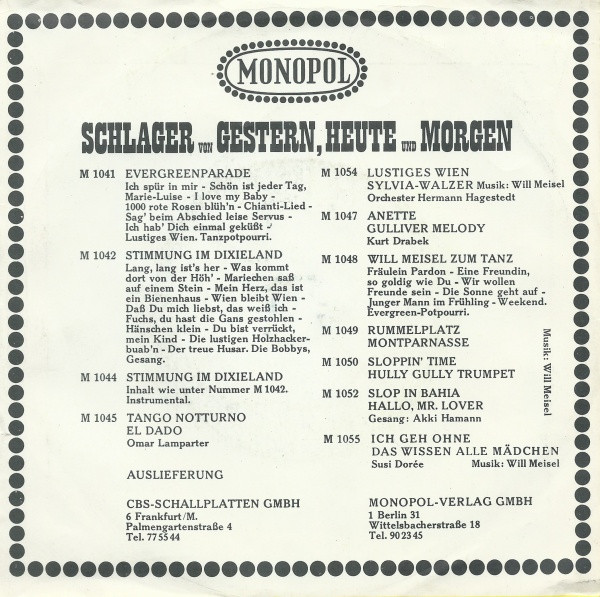 MONOPOL
SCHLAGER VON GESTERN, HEUTE UND MORGEN
M 1041 EVERGREENPARADE
Ich spür in mir - Schön ist jeder Tag,
Marie-Luise - I love my Baby -
1000 rote Rosen blüh'n - Chianti-Lied -
Sag' beim Abschied leise Servus -
Ich hab' Dich einmal geküßt -
Lustiges Wien. Tanzpotpourri.
M 1042 STIMMUNG IM DIXIELAND
Lang, lang ist's her - Was kommt
dort von der Höh' - Mariechen saß
auf einem Stein - Mein Herz, das ist
ein Bienenhaus - Wien bleibt Wien -
Daß Du mich liebst, das weiß ich -
Fuchs, du hast die Gans gestohlen -
Hänschen klein - Du bist verrückt,
mein Kind - Die lustigen Holzhacker-
buab'n - Der treue Husar. Die Bobbys,
Gesang.
M 1044 STIMMUNG IM DIXIELAND
Inhalt wie unter Nummer M 1042.
Instrumental.
M 1045 TANGO NOTTURNO
EL DADO
Omar Lamparter
AUSLIEFERUNG
CBS-SCHALLPLATTEN GMBH
6 Frankfurt/M.
Palmengartenstraße 4
Tel. 77 55 44
M 1054 LUSTIGES WIEN
SYLVIA-WALZER Musik: Will Meisel
Orchester Hermann Hagestedt
M 1047 ANETTE
GULLIVER MELODY
Kurt Drabek
M 1048 WILL MEISEL ZUM TANZ
Fräulein Pardon - Eine Freundin,
so goldig wie Du - Wir wollen
Freunde sein - Die Sonne geht auf -
Junger Mann im Frühling - Weekend.
Evergreen-Potpourri.
M 1049 RUMMELPLATZ
MONTPARNASSE
M 1050 SLOPPIN' TIME
HULLY GULLY TRUMPET
M 1052 SLOP IN BAHIA
HALLO, MR. LOVER
Gesang: Akki Hamann
Musik: Will Meisel
M 1055 ICH GEH OHNE
DAS WISSEN ALLE MÄDCHEN
Susi Dorée Musik: Will Meisel
MONOPOL-VERLAG GMBH
1 Berlin 31
Wittelsbacherstraße 18
Tel. 90 23 45